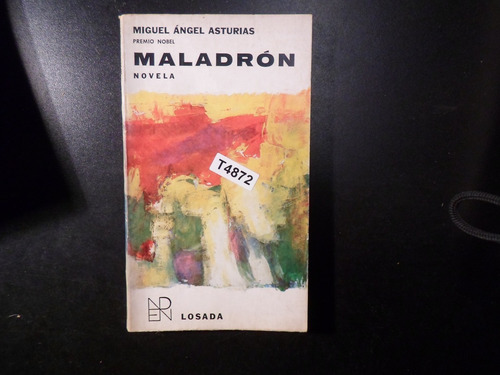 MIGUEL ÁNGEL ASTURIAS
PREMIO NOBEL
MALADRÓN
NOVELA
T4872
LOSADA